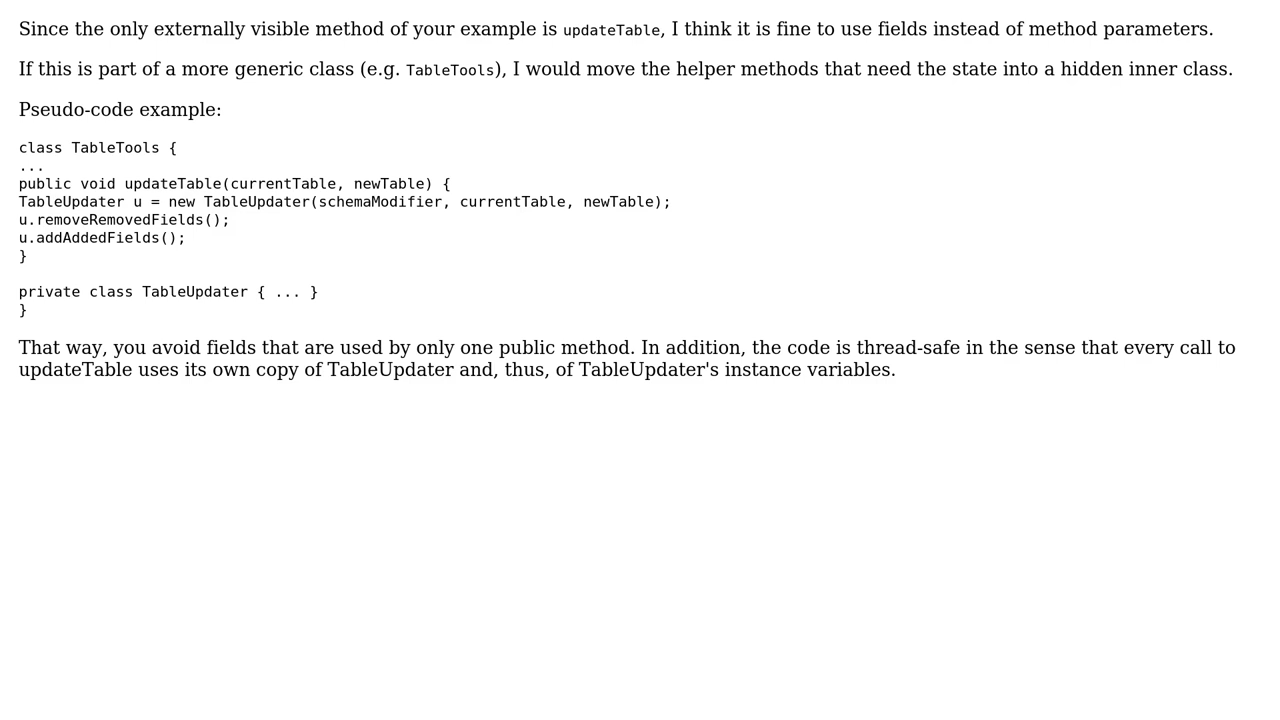 Since the only externally visible method of your example is updateTable, I think it is fine to use fields instead of method parameters.
If this is part of a more generic class (e.g. TableTools), I would move the helper methods that need the state into a hidden inner class.
Pseudo-code example:
class TableTools {
...
public void updateTable(currentTable, newTable) {
TableUpdater u = new TableUpdater(schemaModifier, currentTable, newTable);
u.removeRemovedFields();
u.addAddedFields();
}
private class TableUpdater { ... }
}
That way, you avoid fields that are used by only one public method. In addition, the code is thread-safe in the sense that every call to
updateTable uses its own copy of TableUpdater and, thus, of TableUpdater's instance variables.